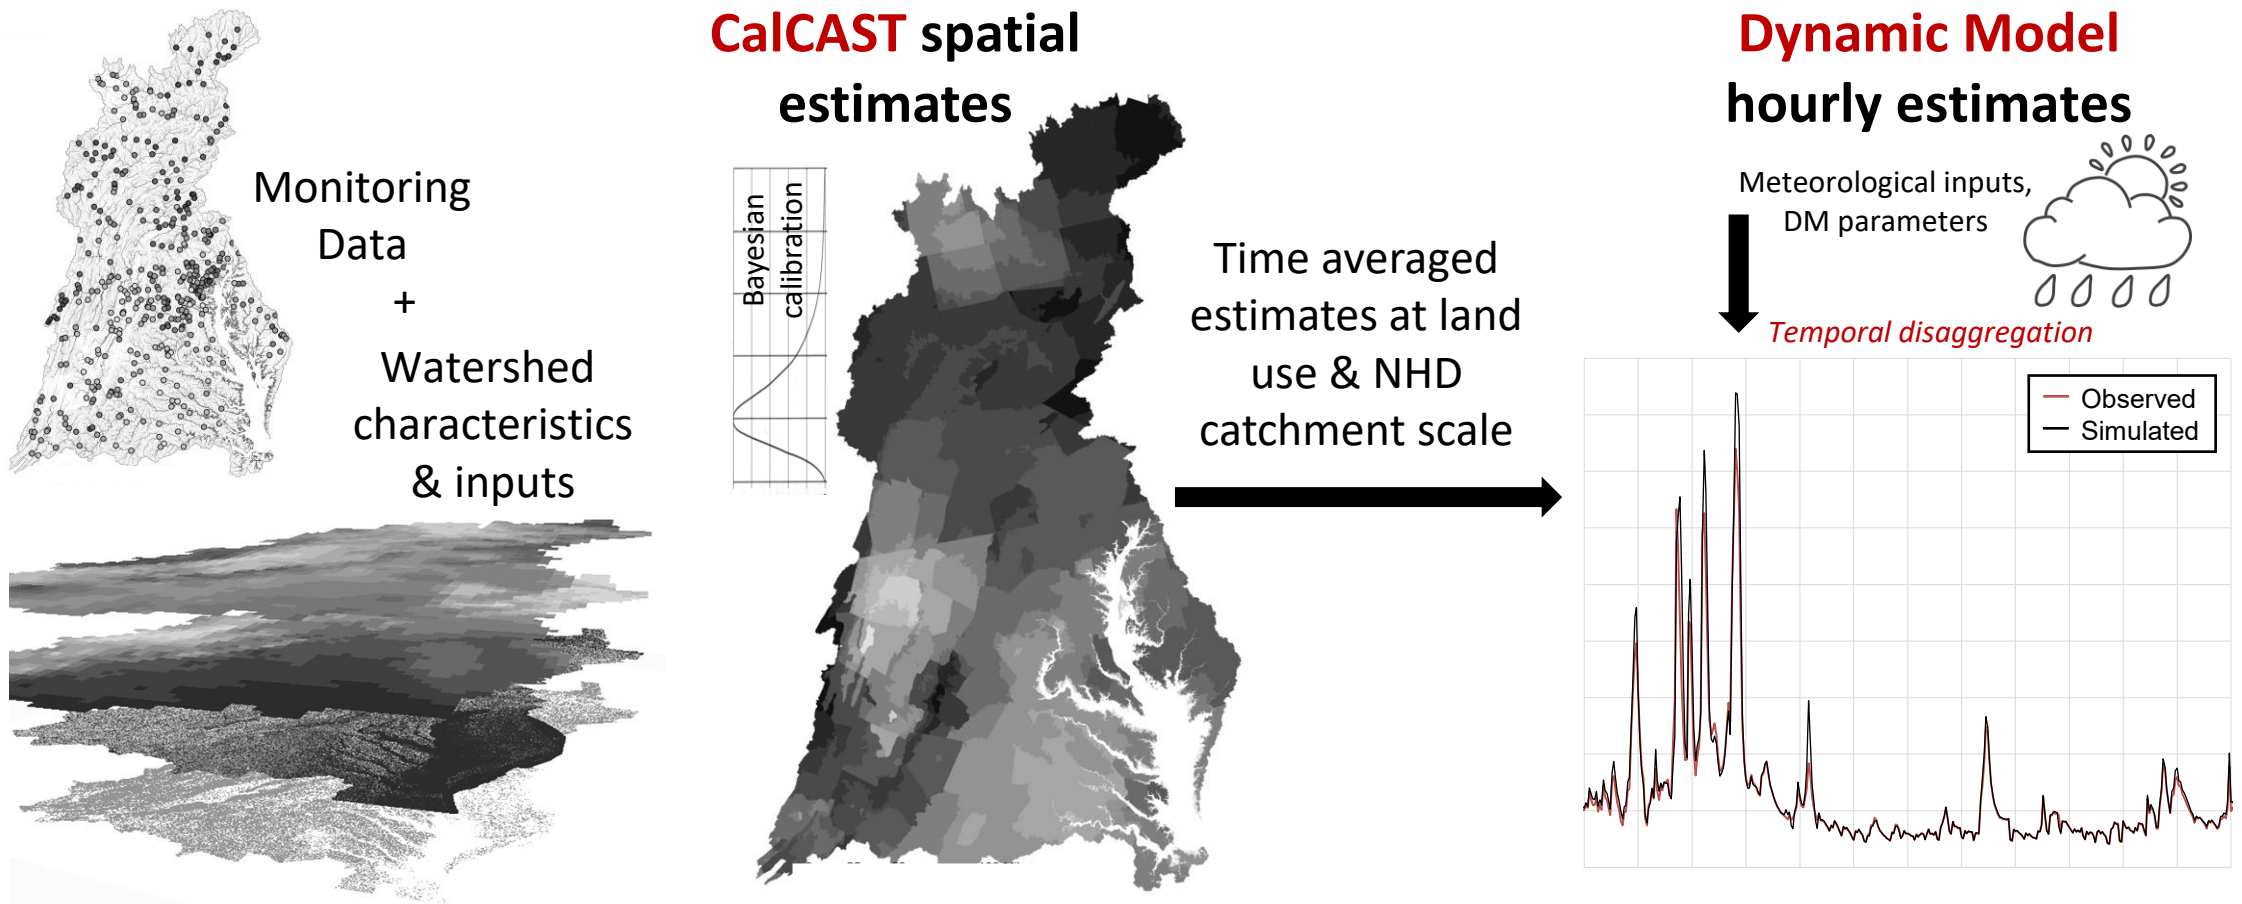 Monitoring
Data
+
Watershed
characteristics
& inputs
CalCAST spatial
estimates
Bayesian
calibration
Time averaged
estimates at land
use & NHD
catchment scale
Dynamic Model
hourly estimates
Meteorological inputs,
DM parameters
Temporal disaggregation
Observed
Simulated